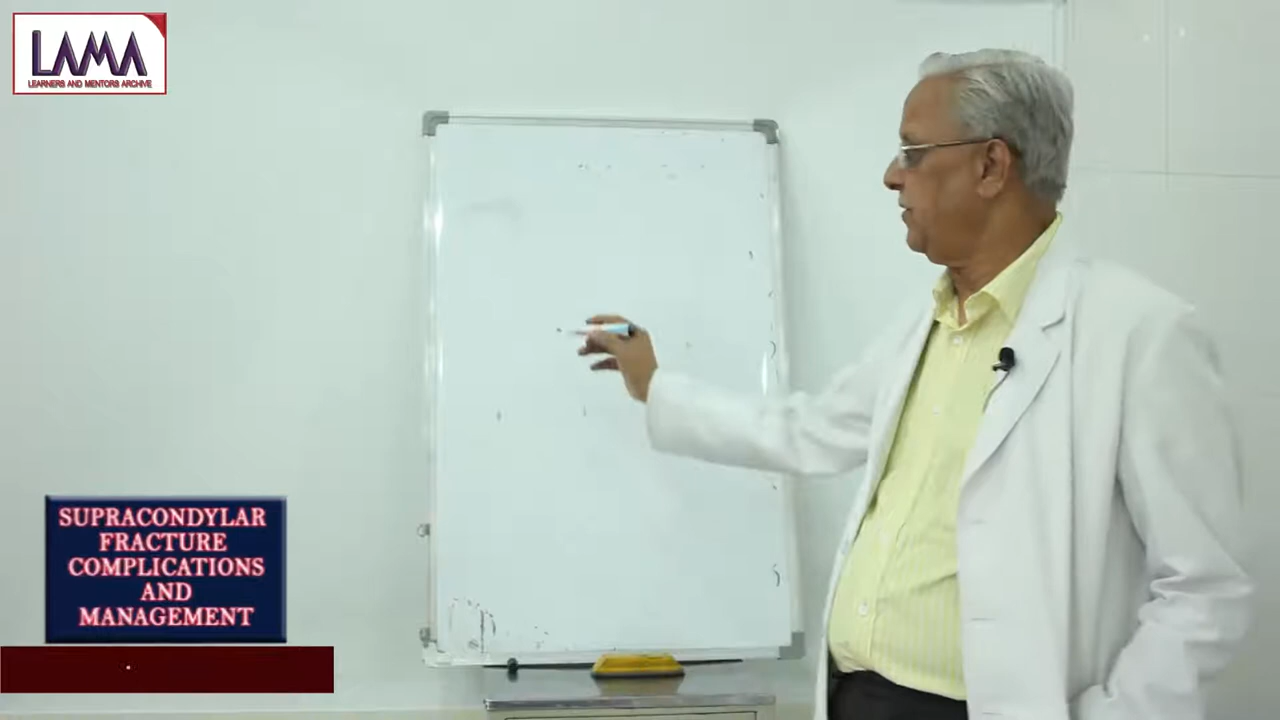 LAMA
LEARNERS AND MENTORS ARCHIVE
SUPRACONDYLAR
FRACTURE
COMPLICATIONS
AND
MANAGEMENT